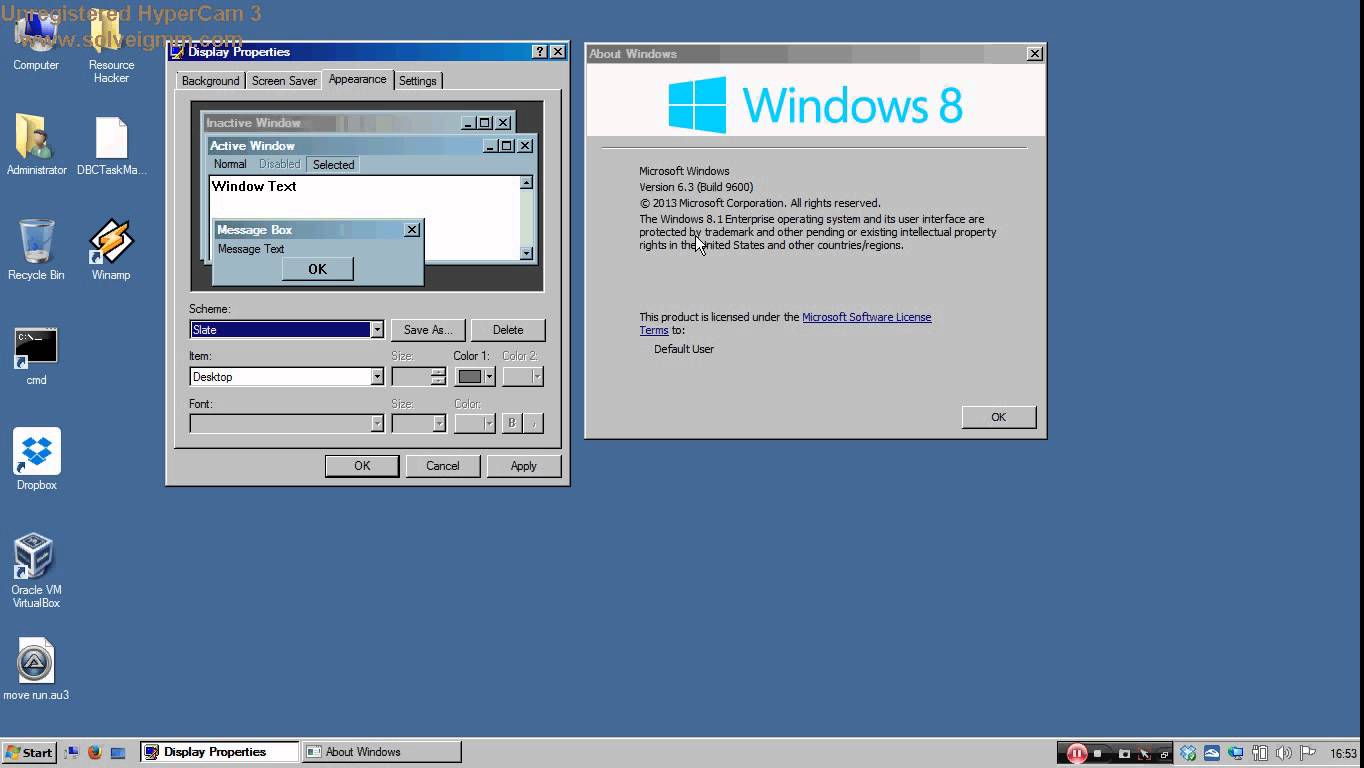 Unregistered HyperCam 3
www.solveigmm.com
Computer
Resource
Hacker
Administrator
DBCTaskMa...
Recycle Bin
Winamp
C:\_
cmd
Dropbox
Oracle VM
VirtualBox
move run.au3
Display Properties
Background
Screen Saver
Appearance
Settings
Inactive Window
Active Window
Normal
Disabled
Selected
Window Text
Message Box
Message Text
OK
Scheme:
Slate
Save As...
Delete
Item:
Size:
Color 1:
Color 2:
Desktop
Font:
Size:
Color:
B
OK
Cancel
Apply
About Windows
Windows 8
Microsoft Windows
Version 6.3 (Build 9600)
© 2013 Microsoft Corporation. All rights reserved.
The Windows 8.1 Enterprise operating system and its user interface are
protected by trademark and other pending or existing intellectual property
rights in the United States and other countries/regions.
This product is licensed under the Microsoft Software License
Terms to:
Default User
OK
Start
Display Properties
About Windows
16:53